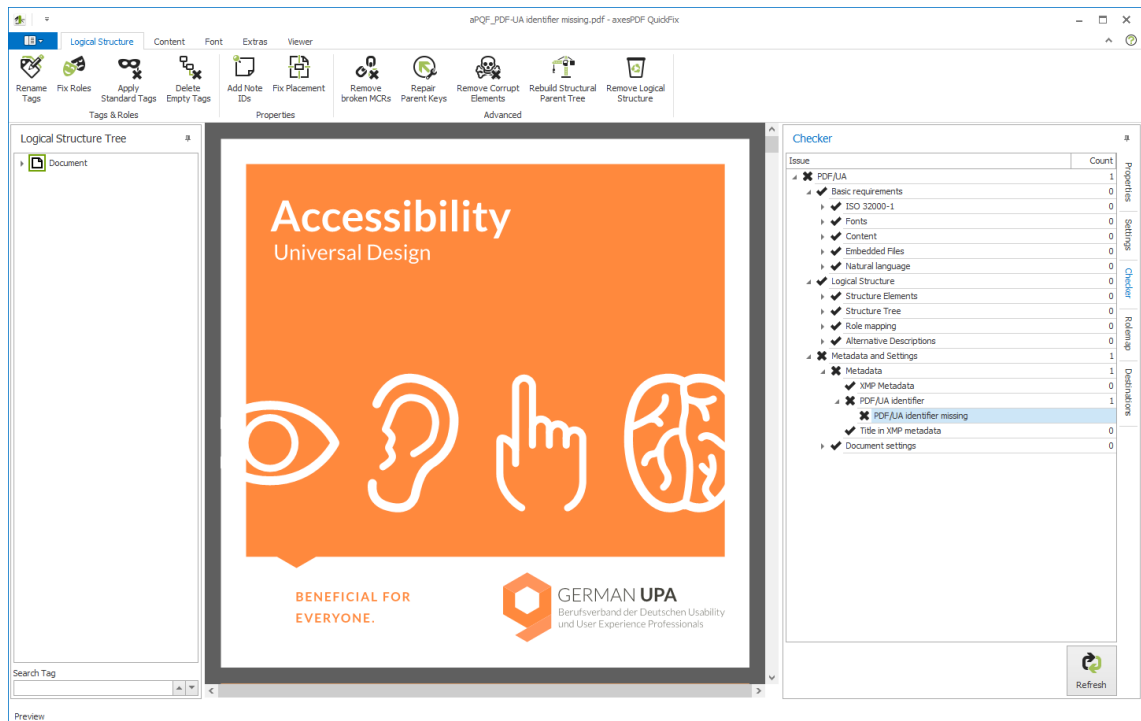 aPQF_PDF-UA identifier missing.pdf - axesPDF QuickFix
Logical Structure Content Font Extras Viewer
Rename Tags
Fix Roles
Apply Standard Tags
Delete Empty Tags
Add Note IDs
Fix Placement
Remove broken MCRs
Repair Parent Keys
Remove Corrupt Elements
Rebuild Structural Parent Tree
Remove Logical Structure
Tags & Roles
Properties
Advanced
Logical Structure Tree
Document
Search Tag
Preview
Accessibility
Universal Design
BENEFICIAL FOR
EVERYONE.
GERMAN UPA
Berufsverband der Deutschen Usability
und User Experience Professionals
Checker
Issue Count
PDF/UA 1
Basic requirements 0
ISO 32000-1 0
Fonts 0
Content 0
Embedded Files 0
Natural language 0
Logical Structure 0
Structure Elements 0
Structure Tree 0
Role mapping 0
Alternative Descriptions 0
Metadata and Settings 1
Metadata 1
XMP Metadata 0
PDF/UA identifier 1
PDF/UA identifier missing
Title in XMP metadata 0
Document settings 0
Refresh
Properties
Settings
Checker
Rolemap
Destinations